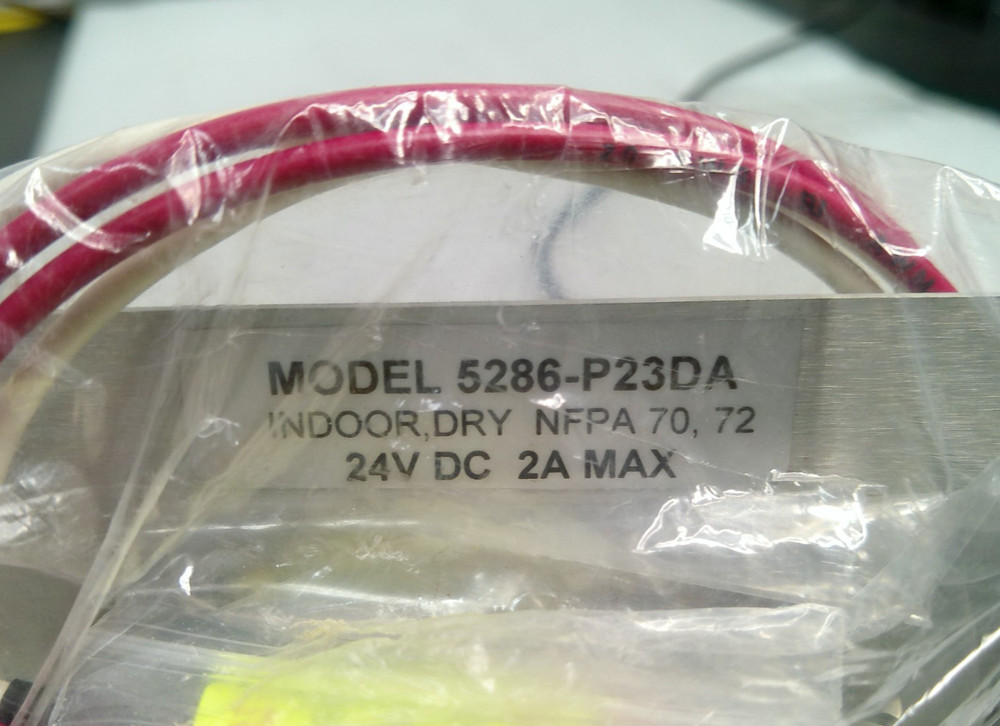 MODEL 5286-P23DA
INDOOR,DRY NFPA 70, 72
24V DC 2A MAX